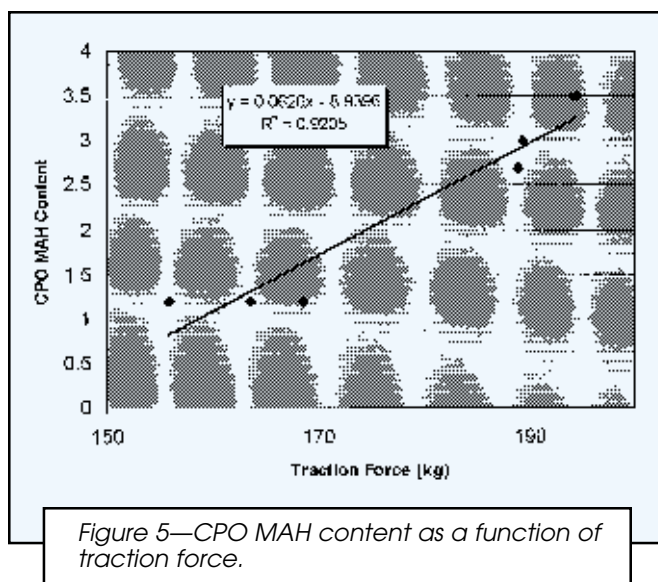 4
3.5
3
2.5
2
1.5
1
0.5
0
CPO MAH Content
R² = 0.9205
150
170
190
Traction Force (kg)
Figure 5—CPO MAH content as a function of
traction force.